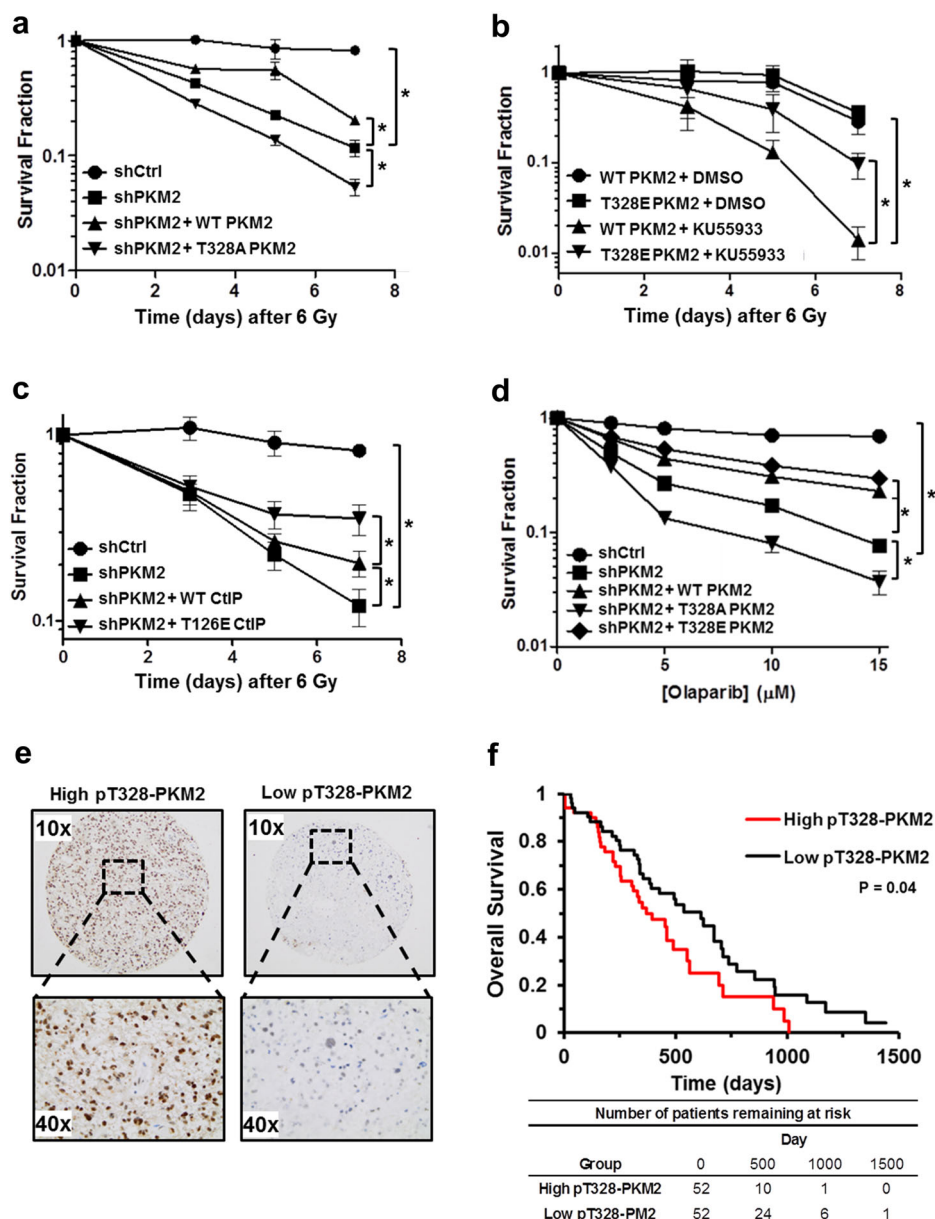 a
Survival Fraction
1
0.1
0.01
shCtrl
shPKM2
shPKM2 + WT PKM2
shPKM2 + T328A PKM2
*
*
*
0 2 4 6 8
Time (days) after 6 Gy
b
Survival Fraction
1
0.1
0.01
WT PKM2 + DMSO
T328E PKM2 + DMSO
WT PKM2 + KU55933
T328E PKM2 + KU55933
*
*
0 2 4 6 8
Time (days) after 6 Gy
c
Survival Fraction
1
0.1
shCtrl
shPKM2
shPKM2 + WT CtIP
shPKM2 + T126E CtIP
*
*
*
0 2 4 6 8
Time (days) after 6 Gy
d
Survival Fraction
1
0.1
0.01
shCtrl
shPKM2
shPKM2 + WT PKM2
shPKM2 + T328A PKM2
shPKM2 + T328E PKM2
*
*
*
0 5 10 15
[Olaparib] (μM)
e
High pT328-PKM2 Low pT328-PKM2
10x 10x
40x 40x
f
Overall Survival
1
0.8
0.6
0.4
0.2
0
High pT328-PKM2
Low pT328-PKM2
P = 0.04
0 500 1000 1500
Time (days)
Number of patients remaining at risk
Day
Group 0 500 1000 1500
High pT328-PKM2 52 10 1 0
Low pT328-PM2 52 24 6 1